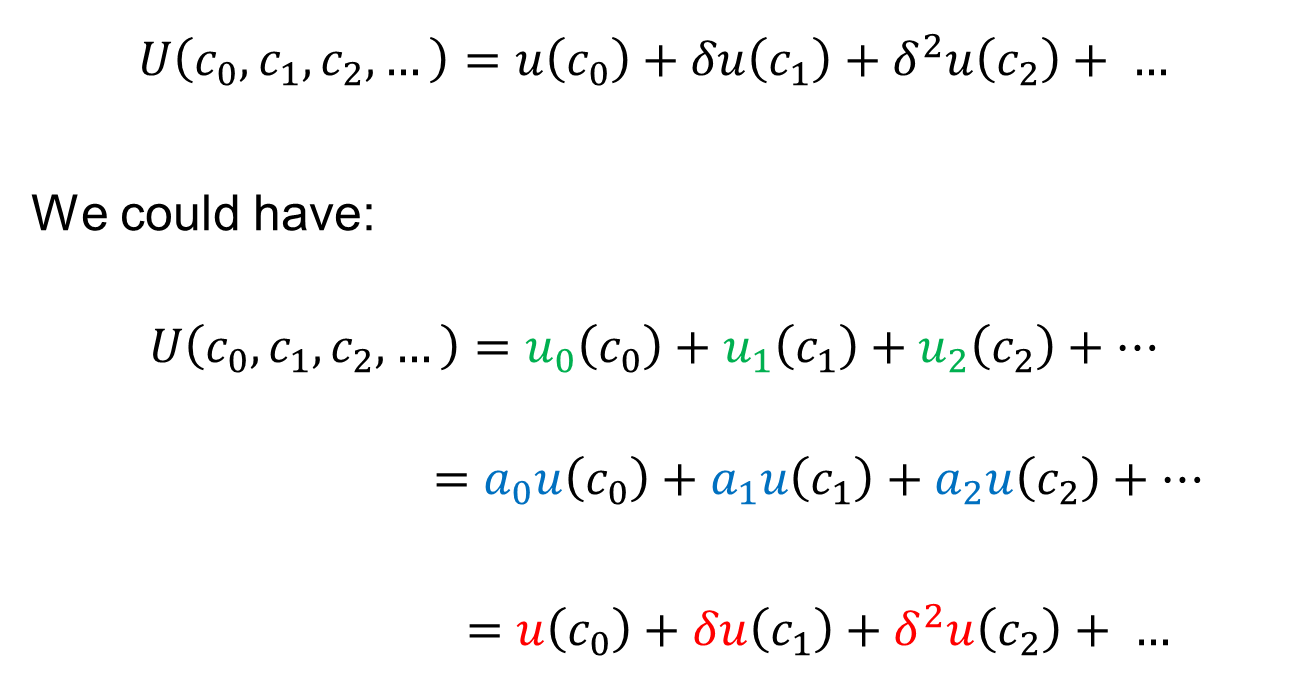 U(c₀, c₁, c₂, … ) = u(c₀) + δu(c₁) + δ²u(c₂) + …
We could have:
U(c₀, c₁, c₂, … ) = u₀(c₀) + u₁(c₁) + u₂(c₂) + ⋯
= a₀u(c₀) + a₁u(c₁) + a₂u(c₂) + ⋯
= u(c₀) + δu(c₁) + δ²u(c₂) + …